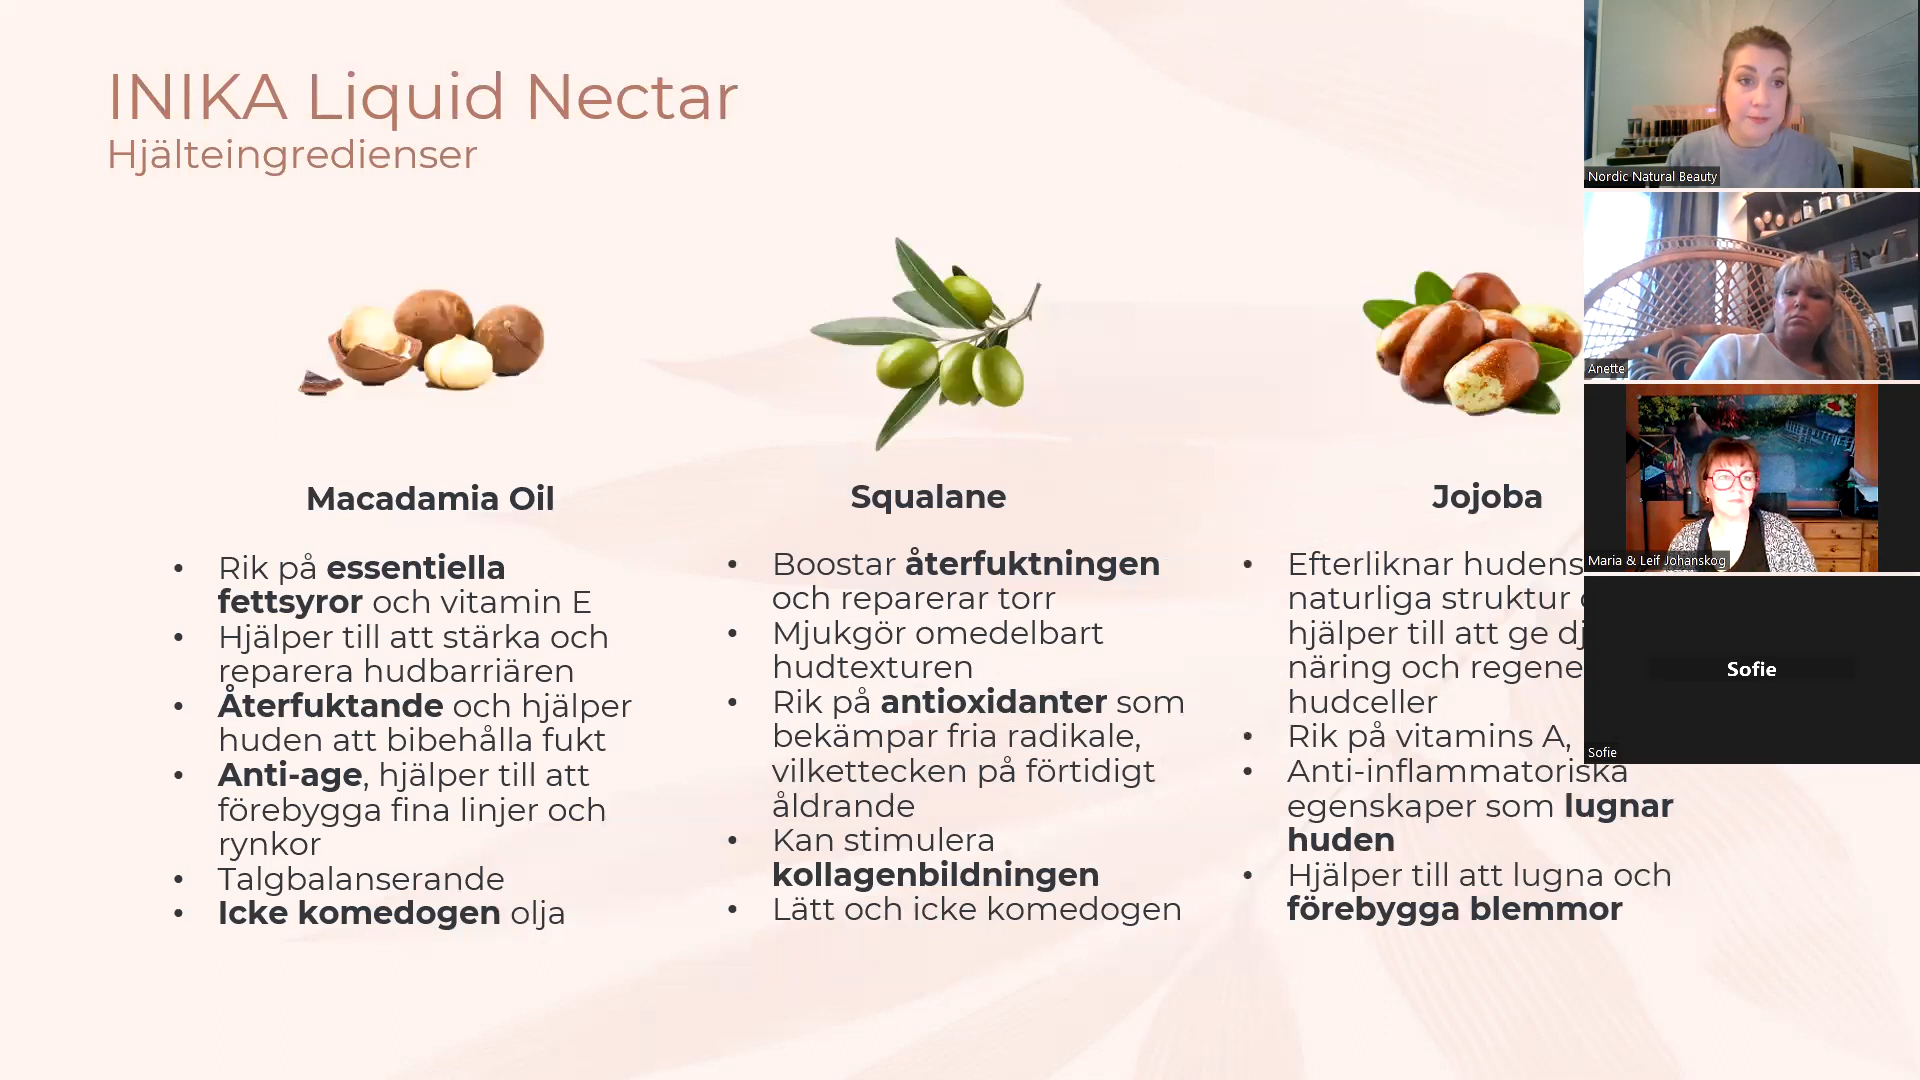 INIKA Liquid Nectar
Hjälteingredienser
Macadamia Oil
• Rik på essentiella
fettsyror och vitamin E
• Hjälper till att stärka och
reparera hudbarriären
• Återfuktande och hjälper
huden att bibehålla fukt
• Anti-age, hjälper till att
förebygga fina linjer och
rynkor
• Talgbalanserande
• Icke komedogen olja
Squalane
• Boostar återfuktningen
och reparerar torr
• Mjukgör omedelbart
hudtexturen
• Rik på antioxidanter som
bekämpar fria radikale,
vilkettecken på förtidigt
åldrande
• Kan stimulera
kollagenbildningen
• Lätt och icke komedogen
Jojoba
• Efterliknar hudens
naturliga struktur
hjälper till att ge
näring och
hudceller
• Rik på vitamins A,
• Anti-inflammatoriska
egenskaper som lugnar
huden
• Hjälper till att lugna och
förebygga blemmor
Nordic Natural Beauty
Anette
Maria & Leif Johanskog
Sofie
Sofie